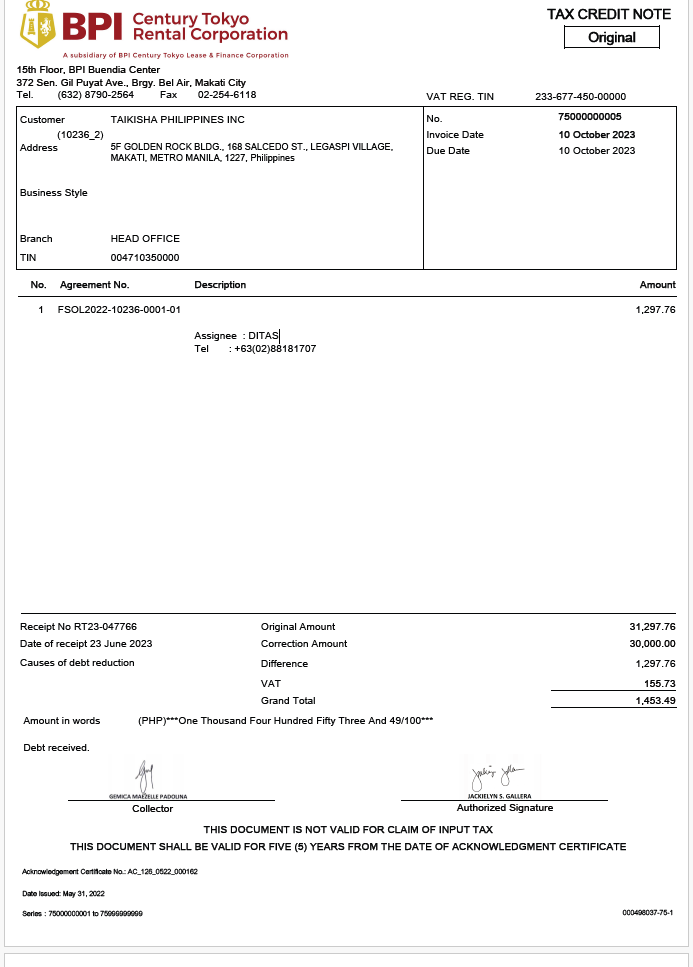 BPI Century Tokyo
Rental Corporation
A subsidiary of BPI Century Tokyo Lease & Finance Corporation
TAX CREDIT NOTE
Original
15th Floor, BPI Buendia Center
372 Sen. Gil Puyat Ave., Brgy. Bel Air, Makati City
Tel. (632) 8790-2564 Fax 02-254-6118
VAT REG. TIN 233-677-450-00000
Customer TAIKISHA PHILIPPINES INC
(10236_2)
Address 5F GOLDEN ROCK BLDG., 168 SALCEDO ST., LEGASPI VILLAGE,
MAKATI, METRO MANILA, 1227, Philippines
Business Style
Branch HEAD OFFICE
TIN 004710350000
No. 75000000005
Invoice Date 10 October 2023
Due Date 10 October 2023
No. Agreement No. Description Amount
1 FSOL2022-10236-0001-01 1,297.76
Assignee : DITAS
Tel : +63(02)88181707
Receipt No RT23-047766 Original Amount 31,297.76
Date of receipt 23 June 2023 Correction Amount 30,000.00
Causes of debt reduction Difference 1,297.76
VAT 155.73
Grand Total 1,453.49
Amount in words (PHP)***One Thousand Four Hundred Fifty Three And 49/100***
Debt received.
GEMICA MAEZELLE PADOLINA JACKIELYN S. GALLERA
Collector Authorized Signature
THIS DOCUMENT IS NOT VALID FOR CLAIM OF INPUT TAX
THIS DOCUMENT SHALL BE VALID FOR FIVE (5) YEARS FROM THE DATE OF ACKNOWLEDGMENT CERTIFICATE
Acknowledgement Certificate No.: AC_126_0522_000162
Date Issued: May 31, 2022
Series : 75000000001 to 75999999999 000498037-75-1